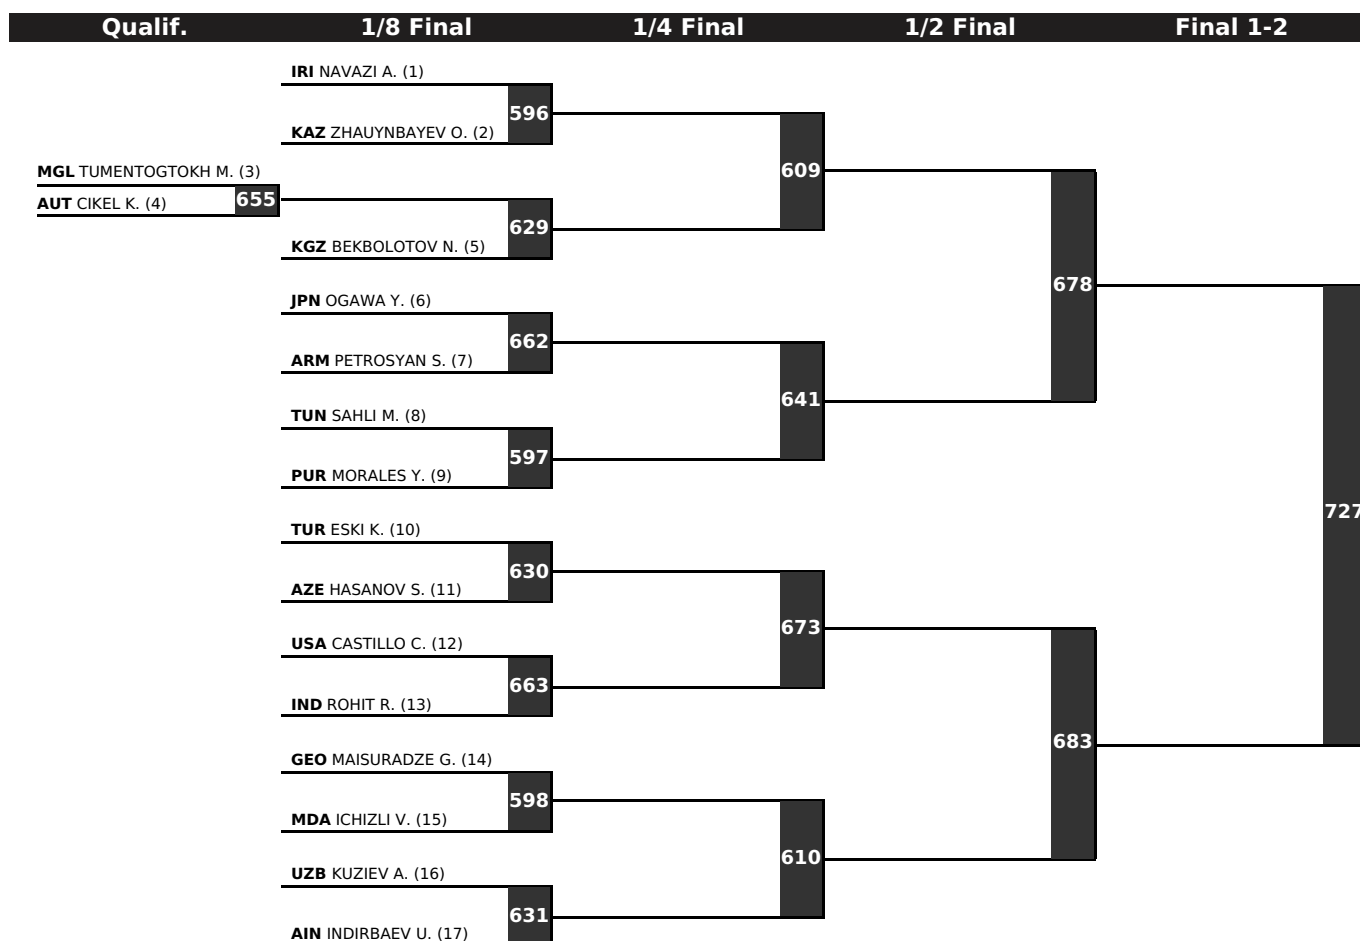 Qualif. 1/8 Final 1/4 Final 1/2 Final Final 1-2
IRI NAVAZI A. (1)
596
KAZ ZHAUYNBAYEV O. (2)
MGL TUMENTOGTOKH M. (3)
609
655
AUT CIKEL K. (4)
629
KGZ BEKBOLOTOV N. (5)
678
JPN OGAWA Y. (6)
662
ARM PETROSYAN S. (7)
641
TUN SAHLI M. (8)
597
PUR MORALES Y. (9)
727
TUR ESKI K. (10)
630
AZE HASANOV S. (11)
673
USA CASTILLO C. (12)
663
IND ROHIT R. (13)
683
GEO MAISURADZE G. (14)
598
MDA ICHIZLI V. (15)
610
UZB KUZIEV A. (16)
631
AIN INDIRBAEV U. (17)